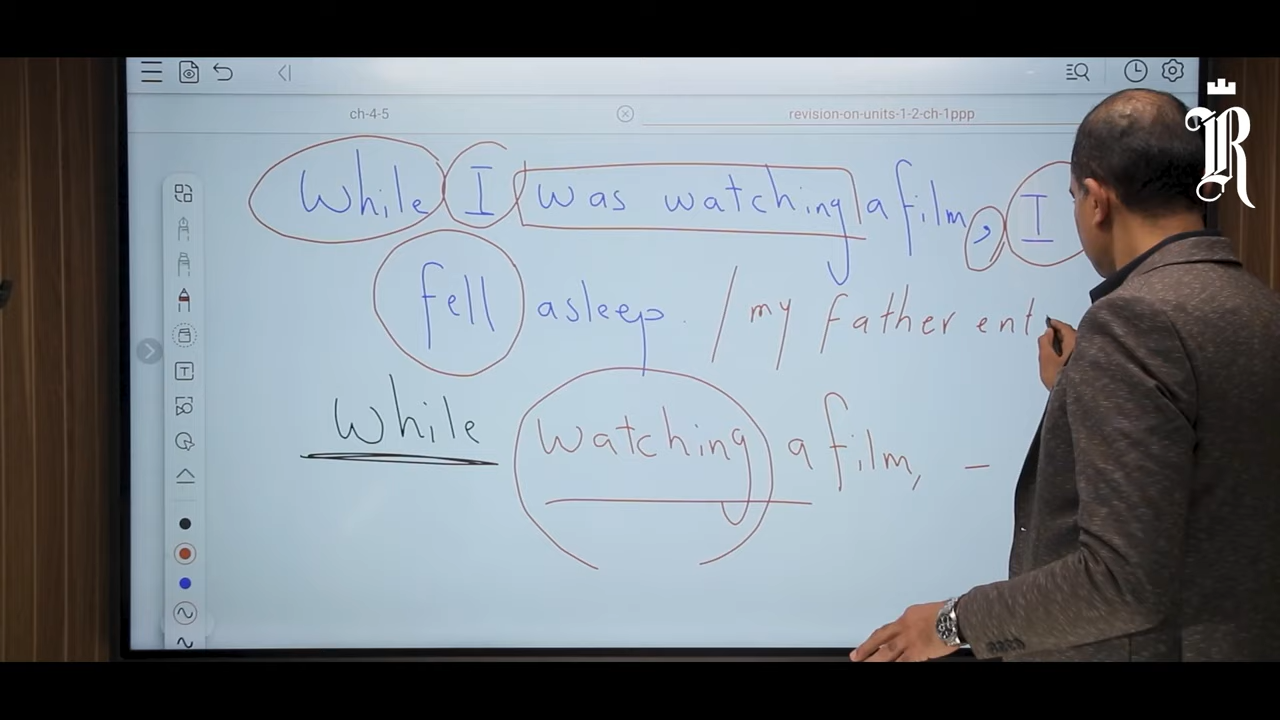 ch-4-5
revision-on-units-1-2-ch-1ppp
While I was watching a film, I
fell asleep. / my father ent
While watching a film, -
R